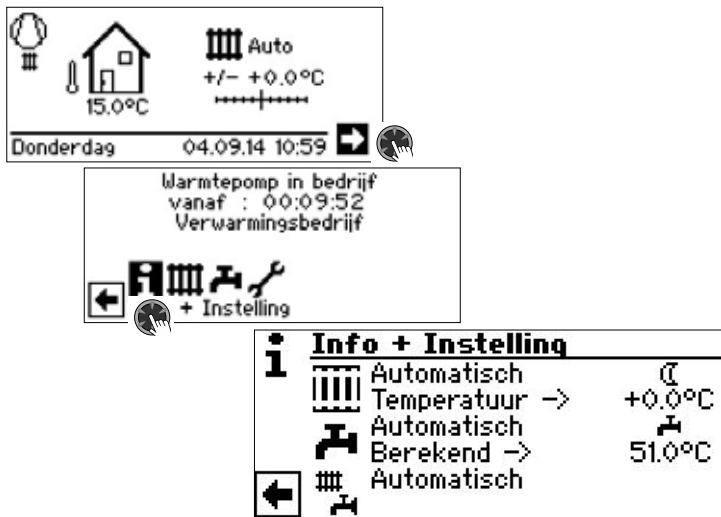 Auto
+/- +0.0°C
15.0°C
Donderdag 04.09.14 10:59
Warmtepomp in bedrijf
vanaf : 00:09:52
Verwarmingsbedrijf
+ Instelling
i Info + Instelling
Automatisch
Temperatuur -> +0.0°C
Automatisch
Berekend -> 51.0°C
Automatisch